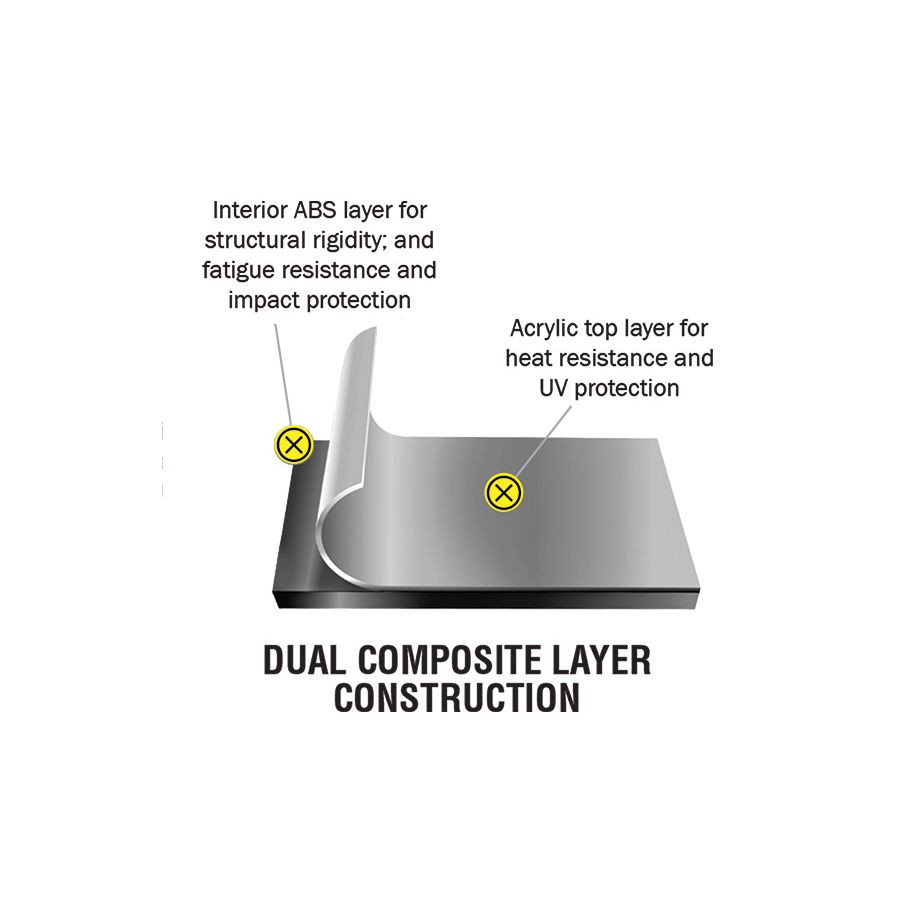 Interior ABS layer for
structural rigidity; and
fatigue resistance and
impact protection
Acrylic top layer for
heat resistance and
UV protection
DUAL COMPOSITE LAYER
CONSTRUCTION